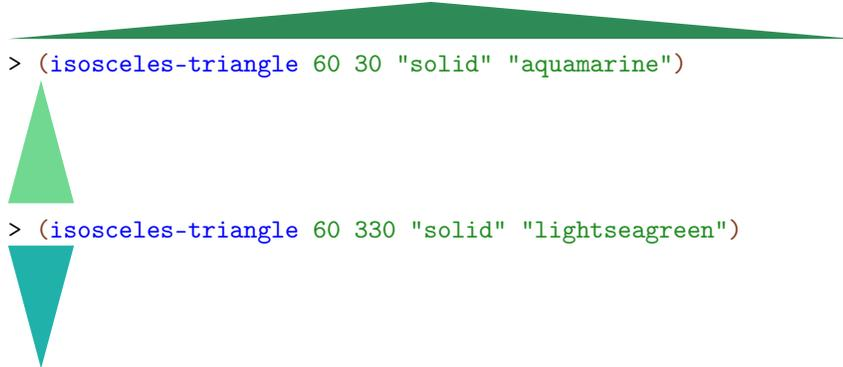 > (isosceles-triangle 60 30 "solid" "aquamarine")
> (isosceles-triangle 60 330 "solid" "lightseagreen")